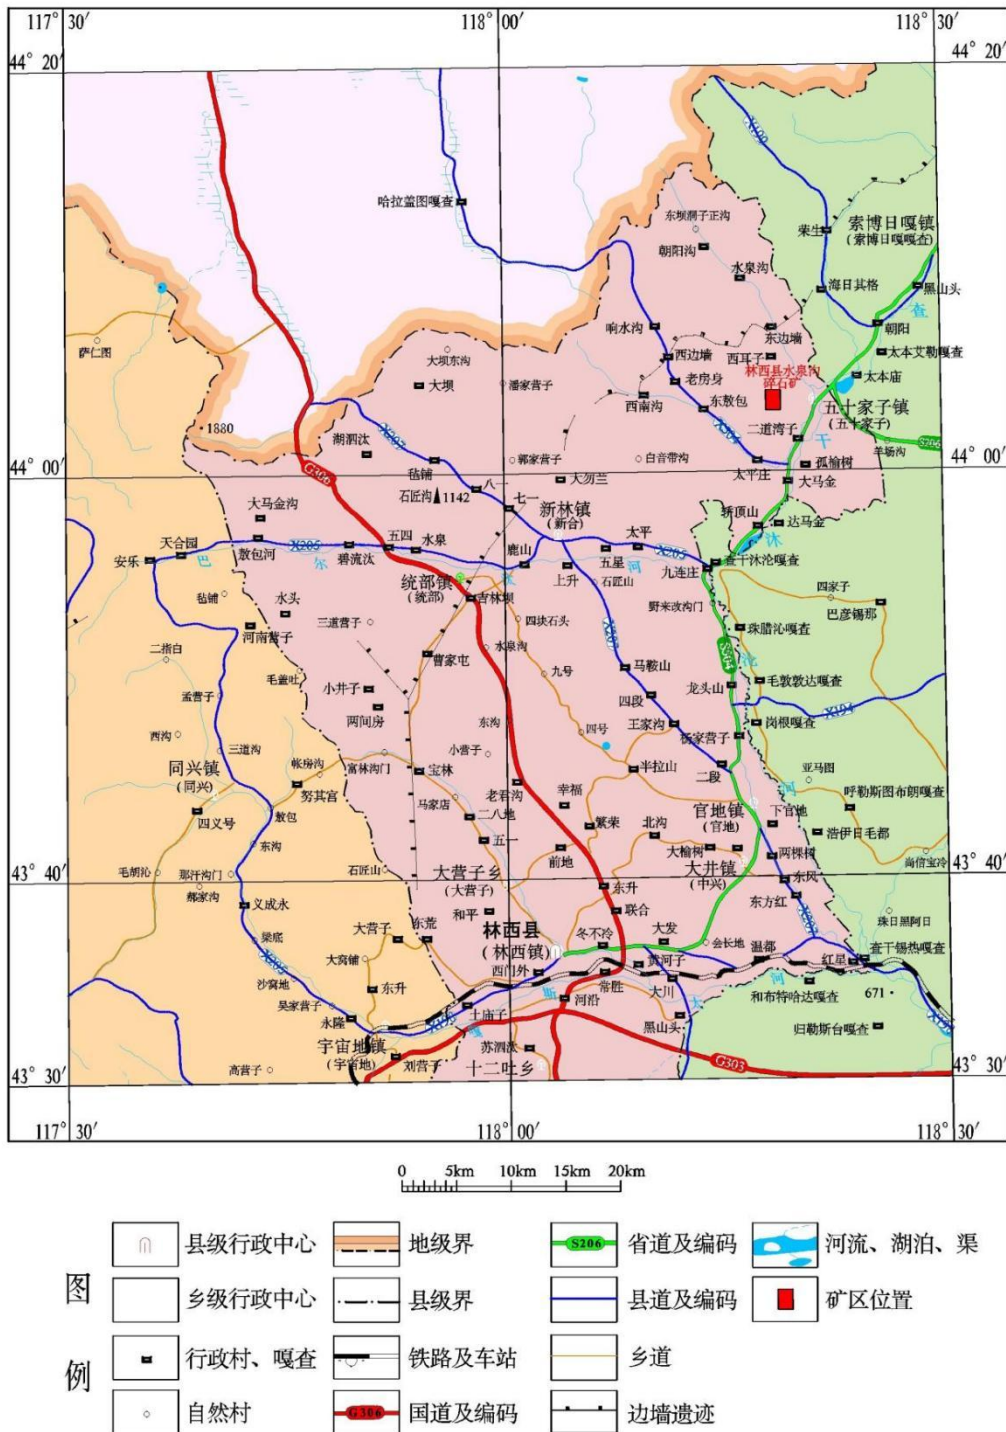 117° 30′
118° 00′
118° 30′
44° 20′
44° 20′
X100
哈拉盖图嘎查
东坝洞子正沟
朝阳沟
荣生
索博日嘎镇
(索博日嘎嘎查)
水泉沟
海日其格
黑山头
查
响水沟
东边墙
朝阳
萨仁图
大坝东沟
西边墙
西耳子
太本艾勒嘎查
林西县水泉沟
碎石矿
太本庙
大坝
潘家营子
老房身
西南沟
东敖包
五十家子镇
(五十家子)
1880
X205
X304
二道湾子
干
S206
潮泗汰
羊场沟
44° 00′
44° 00′
G306
毡铺
郭家营子
白音带沟
太平庄
孤榆树
石匠沟
1142
八一
大勿兰
大马金
大马金沟
七一
新林镇
(新合)
轿顶山
达马金
沐
天合园
敖包河
X205
五四
水泉
太平
安乐
巴
尔
碧流汰
鹿山
五星
河
X205
查干沐沦嘎查
上升
九连庄
统部镇
(统部)
石匠山
四家子
毡铺
水头
吉林坝
野来改沟门
巴彦锡那
河南营子
三道营子
四块石头
X207
珠腊沁嘎查
二指白
曹家屯
水泉沟
S204
沦
毛盖吐
小井子
九号
马鞍山
孟营子
龙头山
毛敦敦达嘎查
两间房
四段
X194
西沟
东沟
四号
王家沟
岗根嘎查
三道沟
杨家营子
帐房沟
小营子
同兴镇
(同兴)
富林沟门
宝林
半拉山
二段
河
亚马图
努其宫
老君沟
呼勒斯图布朗嘎查
马家店
幸福
官地镇
(官地)
四义号
敖包
二八地
繁荣
北沟
下官地
浩伊日毛都
东沟
五一
前地
大榆树
两棵树
尚信宝冷
43° 40′
43° 40′
毛胡沁
那汗沟门
石匠山
大营子乡
(大营子)
大井镇
(中兴)
东风
郝家沟
东升
义成永
和平
联合
东方红
珠日黑阿日
大营子
东荒
林西县
(林西镇)
冬不冷
大发
会长地
梁底
查干锡热嘎查
大窝铺
西门外
黄河子
温都
红星
沙窝地
东升
常胜
大川
河
和布特哈达嘎查
671
吴家营子
河沿
太
永隆
土庙子
黑山头
归勒斯台嘎查
宇宙地镇
(宇宙地)
苏泗汰
高营子
刘营子
十二吐乡
G303
43° 30′
43° 30′
117° 30′
118° 00′
118° 30′
0 5km 10km 15km 20km
图例
县级行政中心
地级界
S206 省道及编码
河流、湖泊、渠
乡级行政中心
县级界
县道及编码
矿区位置
行政村、嘎查
铁路及车站
乡道
自然村
G306 国道及编码
边墙遗迹